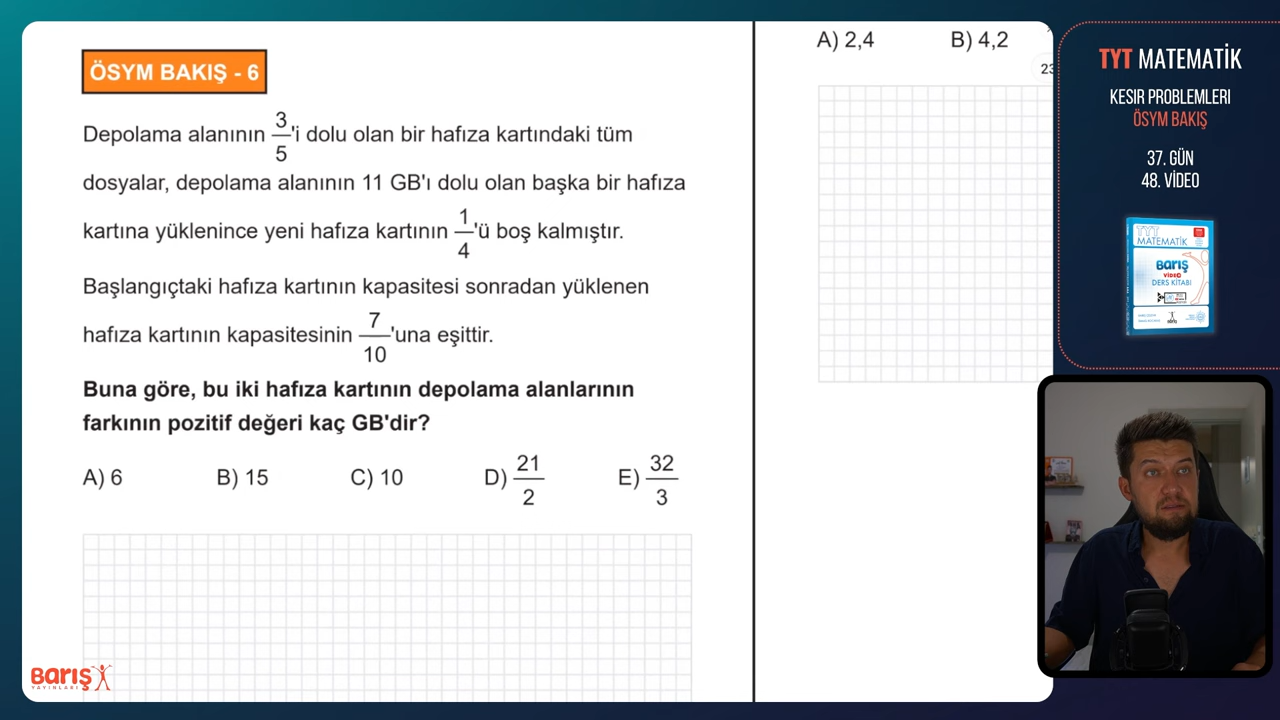 ÖSYM BAKIŞ - 6
Depolama alanının 3/5'i dolu olan bir hafıza kartındaki tüm
dosyalar, depolama alanının 11 GB'ı dolu olan başka bir hafıza
kartına yüklenince yeni hafıza kartının 1/4'ü boş kalmıştır.
Başlangıçtaki hafıza kartının kapasitesi sonradan yüklenen
hafıza kartının kapasitesinin 7/10'una eşittir.
Buna göre, bu iki hafıza kartının depolama alanlarının
farkının pozitif değeri kaç GB'dir?
A) 6 B) 15 C) 10 D) 21/2 E) 32/3
BARIŞ
YAYINLARI
A) 2,4 B) 4,2
23
TYT MATEMATİK
KESIR PROBLEMLERI
ÖSYM BAKIŞ
37. GÜN
48. VİDEO
TYT
MATEMATİK
BARIŞ
VİDEO
DERS KİTABI